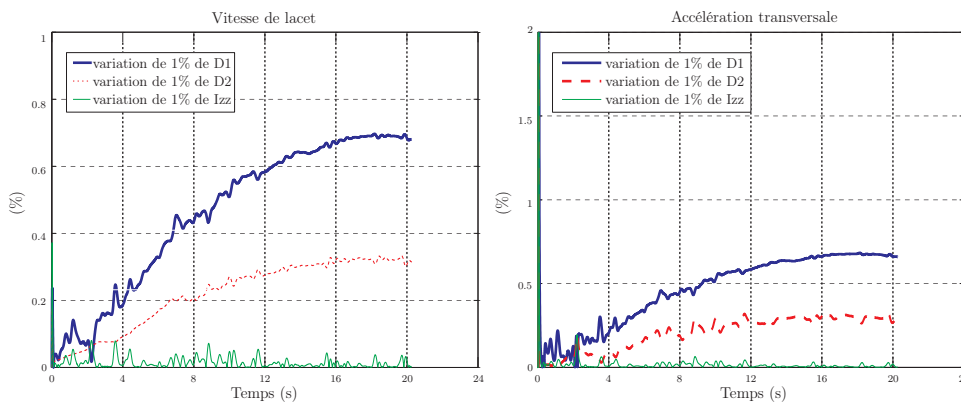 Vitesse de lacet
1
0.8
0.6
0.4
0.2
0
(%)
variation de 1% de D1
variation de 1% de D2
variation de 1% de Izz
0 4 8 12 16 20 24
Temps (s)
Accélération transversale
2
1.5
1
0.5
0
(%)
variation de 1% de D1
variation de 1% de D2
variation de 1% de Izz
0 4 8 12 16 20 2
Temps (s)